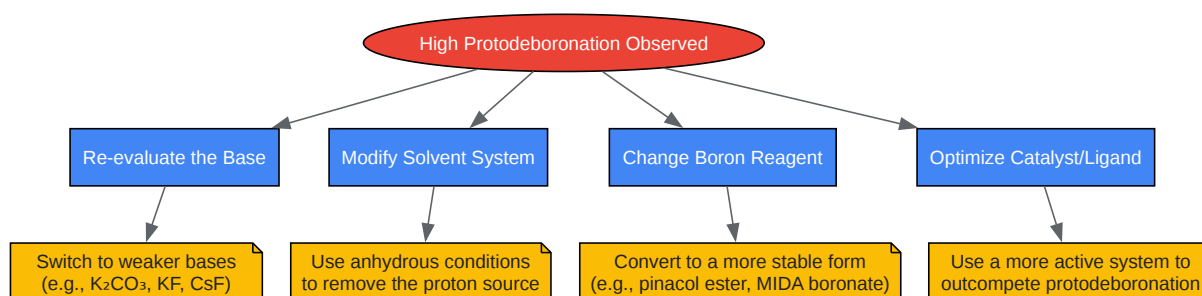 High Protodeboronation Observed
Re-evaluate the Base
Modify Solvent System
Change Boron Reagent
Optimize Catalyst/Ligand
Switch to weaker bases
(e.g., K₂CO₃, KF, CsF)
Use anhydrous conditions
to remove the proton source
Convert to a more stable form
(e.g., pinacol ester, MIDA boronate)
Use a more active system to
outcompete protodeboronation